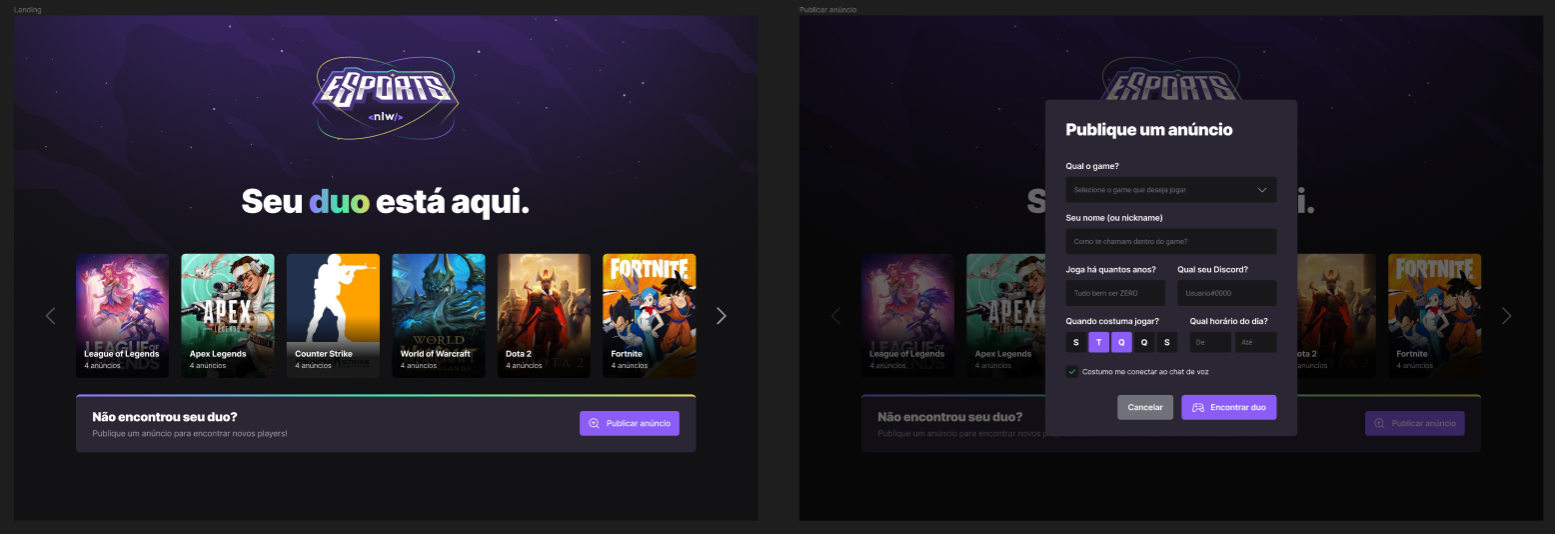 Landing
ESPORTS
<nlw/>
Seu duo está aqui.
League of Legends
4 anúncios
APEX
LEGENDS
Apex Legends
4 anúncios
Counter Strike
4 anúncios
WORLD
World of Warcraft
4 anúncios
Dota 2
4 anúncios
FORTNITE
Fortnite
4 anúncios
Não encontrou seu duo?
Publique um anúncio para encontrar novos players!
Publicar anúncio
Publicar anúncio
ESPORTS
S
i.
Publique um anúncio
Qual o game?
Selecione o game que deseja jogar
Seu nome (ou nickname)
Como te chamam dentro do game?
Joga há quantos anos?
Qual seu Discord?
Tudo bem ser ZERO
Usuario#0000
Quando costuma jogar?
Qual horário do dia?
S T Q Q S
De
Até
Costumo me conectar ao chat de voz
Cancelar
Encontrar duo
League of Legends
4 anúncios
APEX
Apex Legends
4 anúncios
ota 2
anúncios
FORTNITE
Fortnite
4 anúncios
Não encontrou seu duo?
Publique um anúncio para encontrar novos p
Publicar anúncio